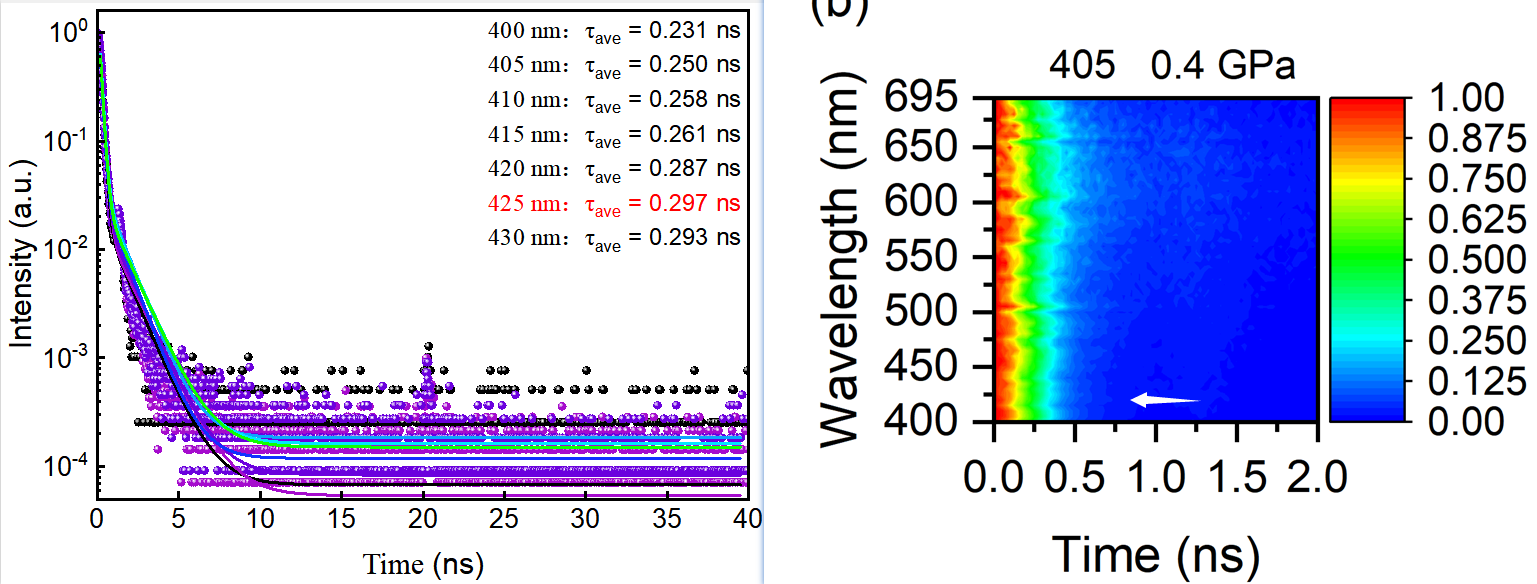 400 nm： τave = 0.231 ns
405 nm： τave = 0.250 ns
410 nm： τave = 0.258 ns
415 nm： τave = 0.261 ns
420 nm： τave = 0.287 ns
425 nm： τave = 0.297 ns
430 nm： τave = 0.293 ns
Intensity (a.u.)
10⁰
10⁻¹
10⁻²
10⁻³
10⁻⁴
0 5 10 15 20 25 30 35 40
Time (ns)
(b)
405 0.4 GPa
Wavelength (nm)
695
650
600
550
500
450
400
0.0 0.5 1.0 1.5 2.0
Time (ns)
1.00
0.875
0.750
0.625
0.500
0.375
0.250
0.125
0.00